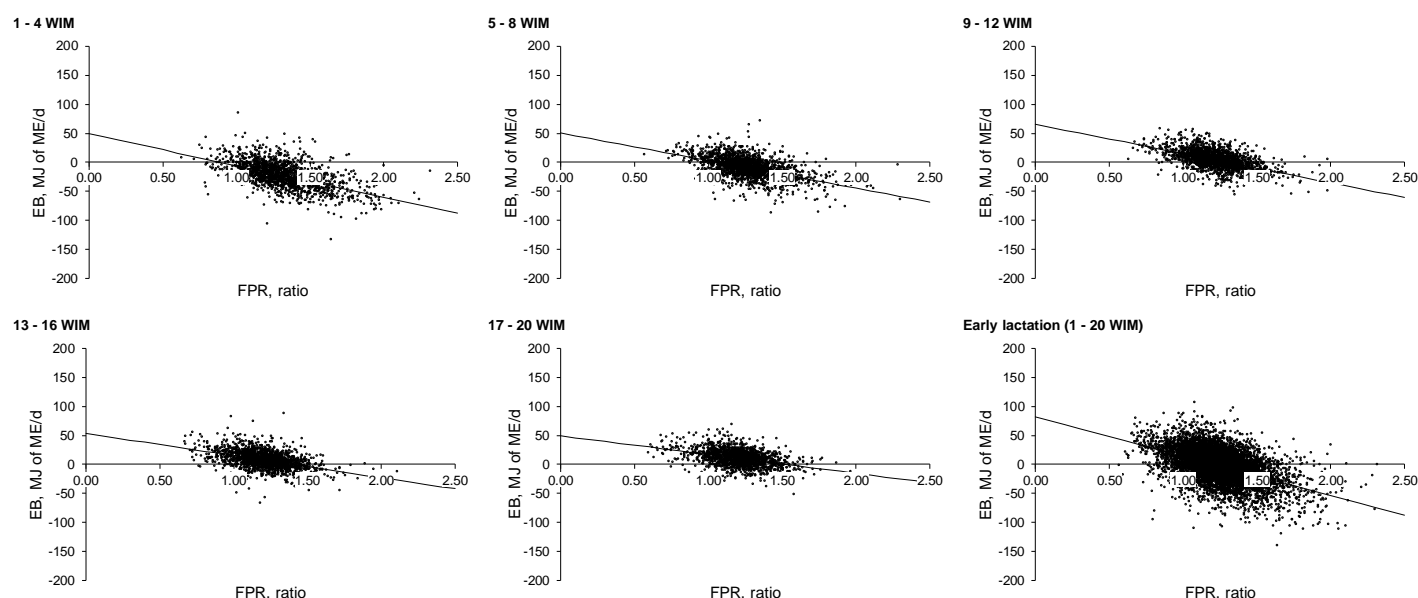 1 - 4 WIM
200
150
100
50
0
-50
-100
-150
-200
0.00 0.50 1.00 1.50 2.00 2.50
EB, MJ of ME/d
FPR, ratio
5 - 8 WIM
200
150
100
50
0
-50
-100
-150
-200
0.00 0.50 1.00 1.50 2.00 2.50
EB, MJ of ME/d
FPR, ratio
9 - 12 WIM
200
150
100
50
0
-50
-100
-150
-200
0.00 0.50 1.00 1.50 2.00 2.50
EB, MJ of ME/d
FPR, ratio
13 - 16 WIM
200
150
100
50
0
-50
-100
-150
-200
0.00 0.50 1.00 1.50 2.00 2.50
EB, MJ of ME/d
FPR, ratio
17 - 20 WIM
200
150
100
50
0
-50
-100
-150
-200
0.00 0.50 1.00 1.50 2.00 2.50
EB, MJ of ME/d
FPR, ratio
Early lactation (1 - 20 WIM)
200
150
100
50
0
-50
-100
-150
-200
0.00 0.50 1.00 1.50 2.00 2.50
EB, MJ of ME/d
FPR, ratio